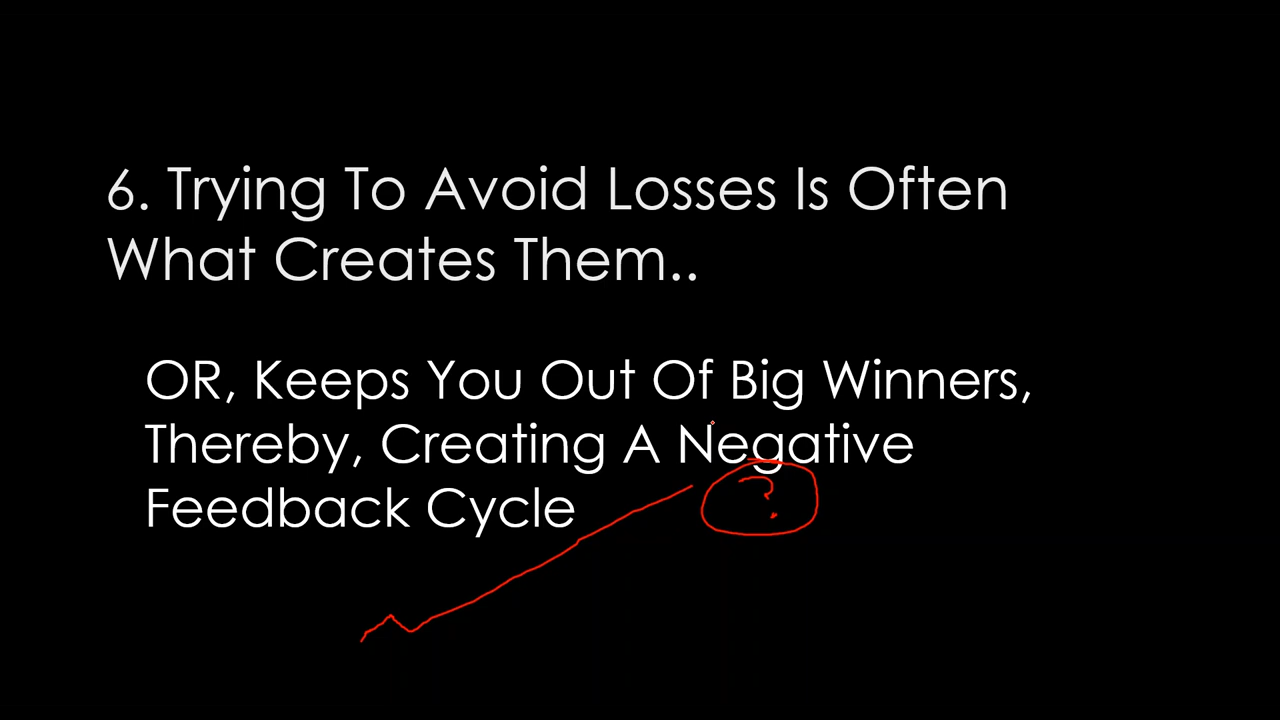 6. Trying To Avoid Losses Is Often
What Creates Them..
OR, Keeps You Out Of Big Winners,
Thereby, Creating A Negative
Feedback Cycle
?